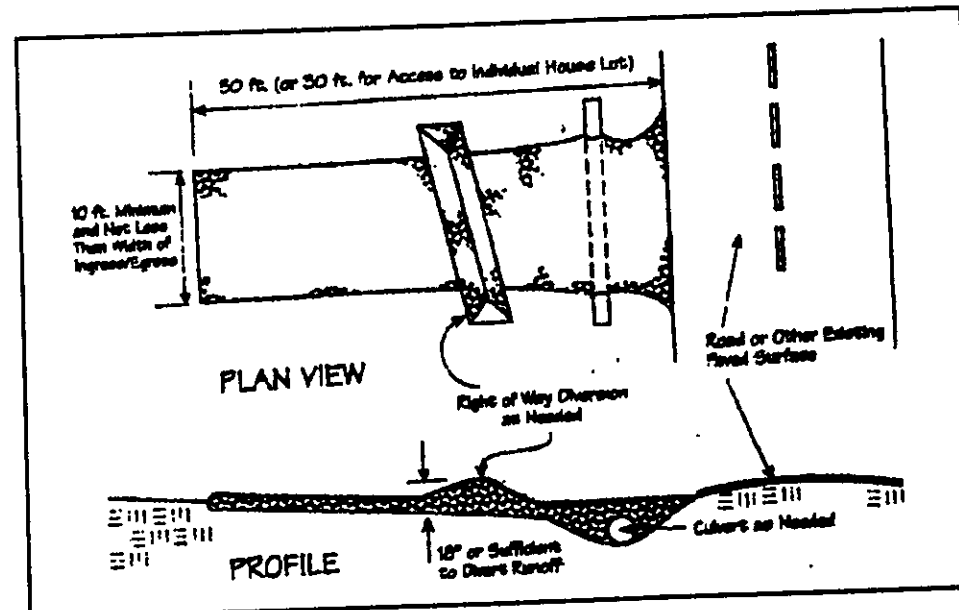 50 ft. (or 30 ft. for Access to Individual House Lot)
10 ft. Minimum
and Not Less
Than Width of
Ingress/Egress
Road or Other Existing
Paved Surface
PLAN VIEW
Right of Way Diversion
as Needed
Culvert as Needed
18" or Sufficient
to Divert Runoff
PROFILE